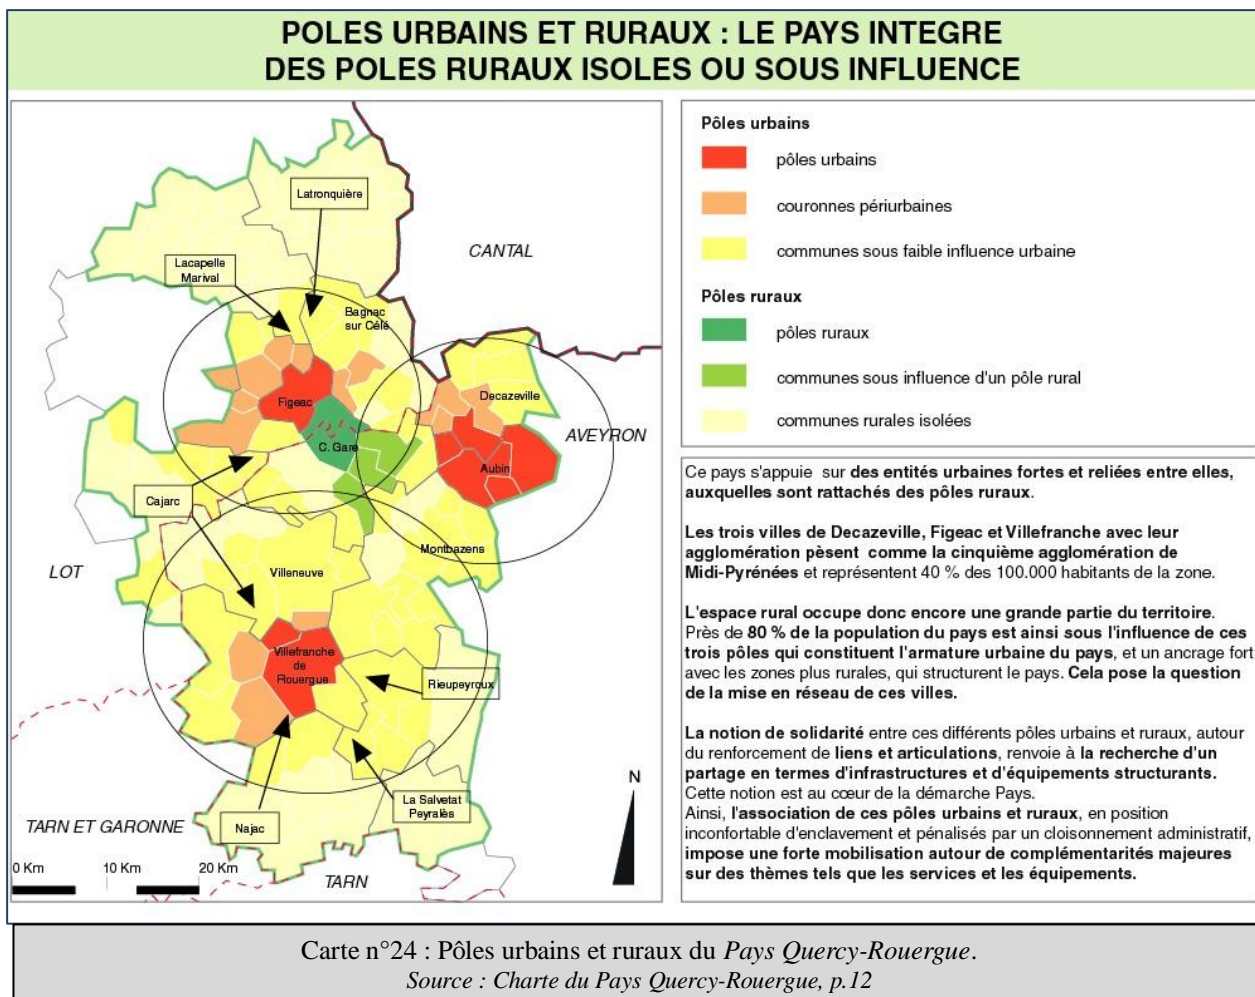 POLES URBAINS ET RURAUX : LE PAYS INTEGRE
DES POLES RURAUX ISOLES OU SOUS INFLUENCE
Latronquière
CANTAL
Lacapelle
Marival
Bagnac
sur Célé
Figeac
Decazeville
AVEYRON
C. Gare
Aubin
Cajarc
Montbazens
LOT
Villeneuve
Villefranche
de
Rouergue
Rieupeyroux
N
La Salvetat
Peyralès
Najac
TARN ET GARONNE
0 Km
10 Km
20 Km
TARN
Pôles urbains
pôles urbains
couronnes périurbaines
communes sous faible influence urbaine
Pôles ruraux
pôles ruraux
communes sous influence d'un pôle rural
communes rurales isolées
Ce pays s'appuie sur des entités urbaines fortes et reliées entre elles,
auxquelles sont rattachés des pôles ruraux.
Les trois villes de Decazeville, Figeac et Villefranche avec leur
agglomération pèsent comme la cinquième agglomération de
Midi-Pyrénées et représentent 40 % des 100.000 habitants de la zone.
L'espace rural occupe donc encore une grande partie du territoire.
Près de 80 % de la population du pays est ainsi sous l'influence de ces
trois pôles qui constituent l'armature urbaine du pays, et un ancrage fort
avec les zones plus rurales, qui structurent le pays. Cela pose la question
de la mise en réseau de ces villes.
La notion de solidarité entre ces différents pôles urbains et ruraux, autour
du renforcement de liens et articulations, renvoie à la recherche d'un
partage en termes d'infrastructures et d'équipements structurants.
Cette notion est au cœur de la démarche Pays.
Ainsi, l'association de ces pôles urbains et ruraux, en position
inconfortable d'enclavement et pénalisés par un cloisonnement administratif,
impose une forte mobilisation autour de complémentarités majeures
sur des thèmes tels que les services et les équipements.
Carte n°24 : Pôles urbains et ruraux du Pays Quercy-Rouergue.
Source : Charte du Pays Quercy-Rouergue, p.12